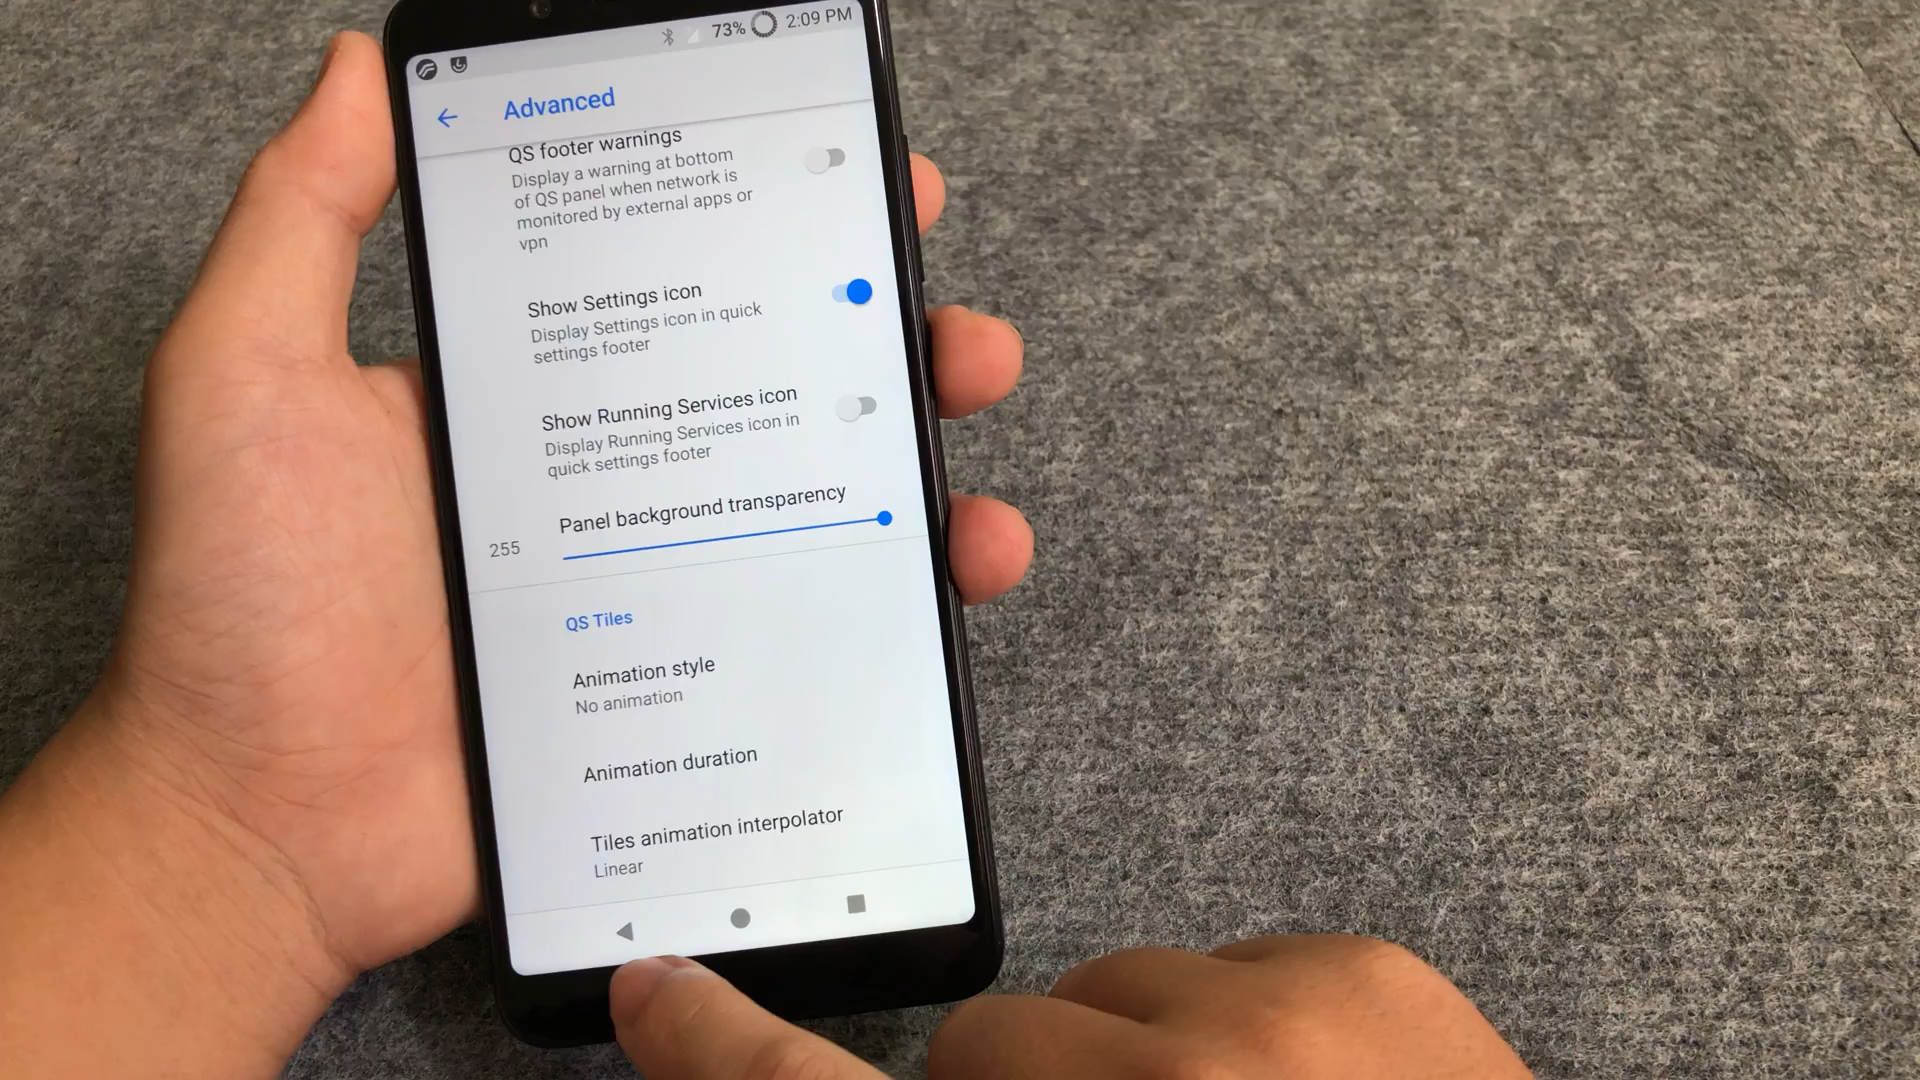 73% 2:09 PM
Advanced
QS footer warnings
Display a warning at bottom
of QS panel when network is
monitored by external apps or
vpn
Show Settings icon
Display Settings icon in quick
settings footer
Show Running Services icon
Display Running Services icon in
quick settings footer
Panel background transparency
255
QS Tiles
Animation style
No animation
Animation duration
Tiles animation interpolator
Linear